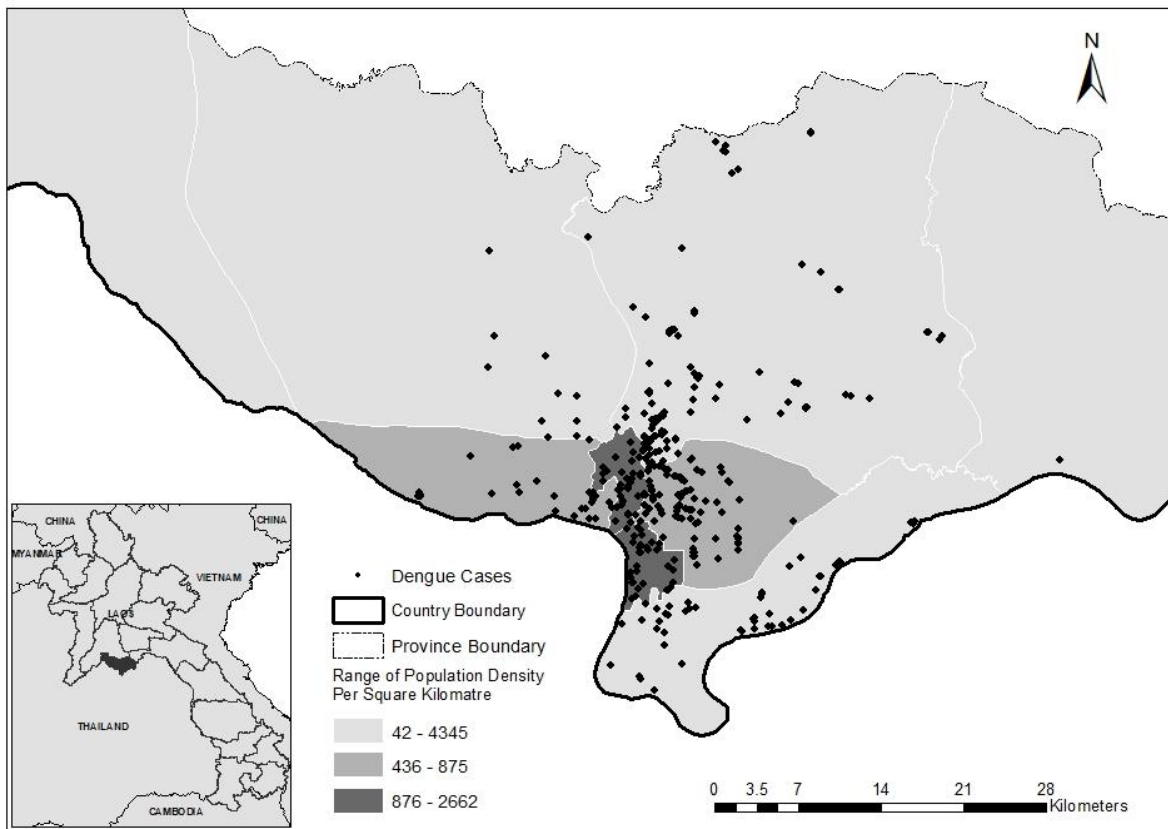 N
CHINA
CHINA
MYANMAR
VIETNAM
LAOS
THAILAND
CAMBODIA
Dengue Cases
Country Boundary
Province Boundary
Range of Population Density
Per Square Kilomatre
42 - 4345
436 - 875
876 - 2662
0 3.5 7 14 21 28
Kilometers